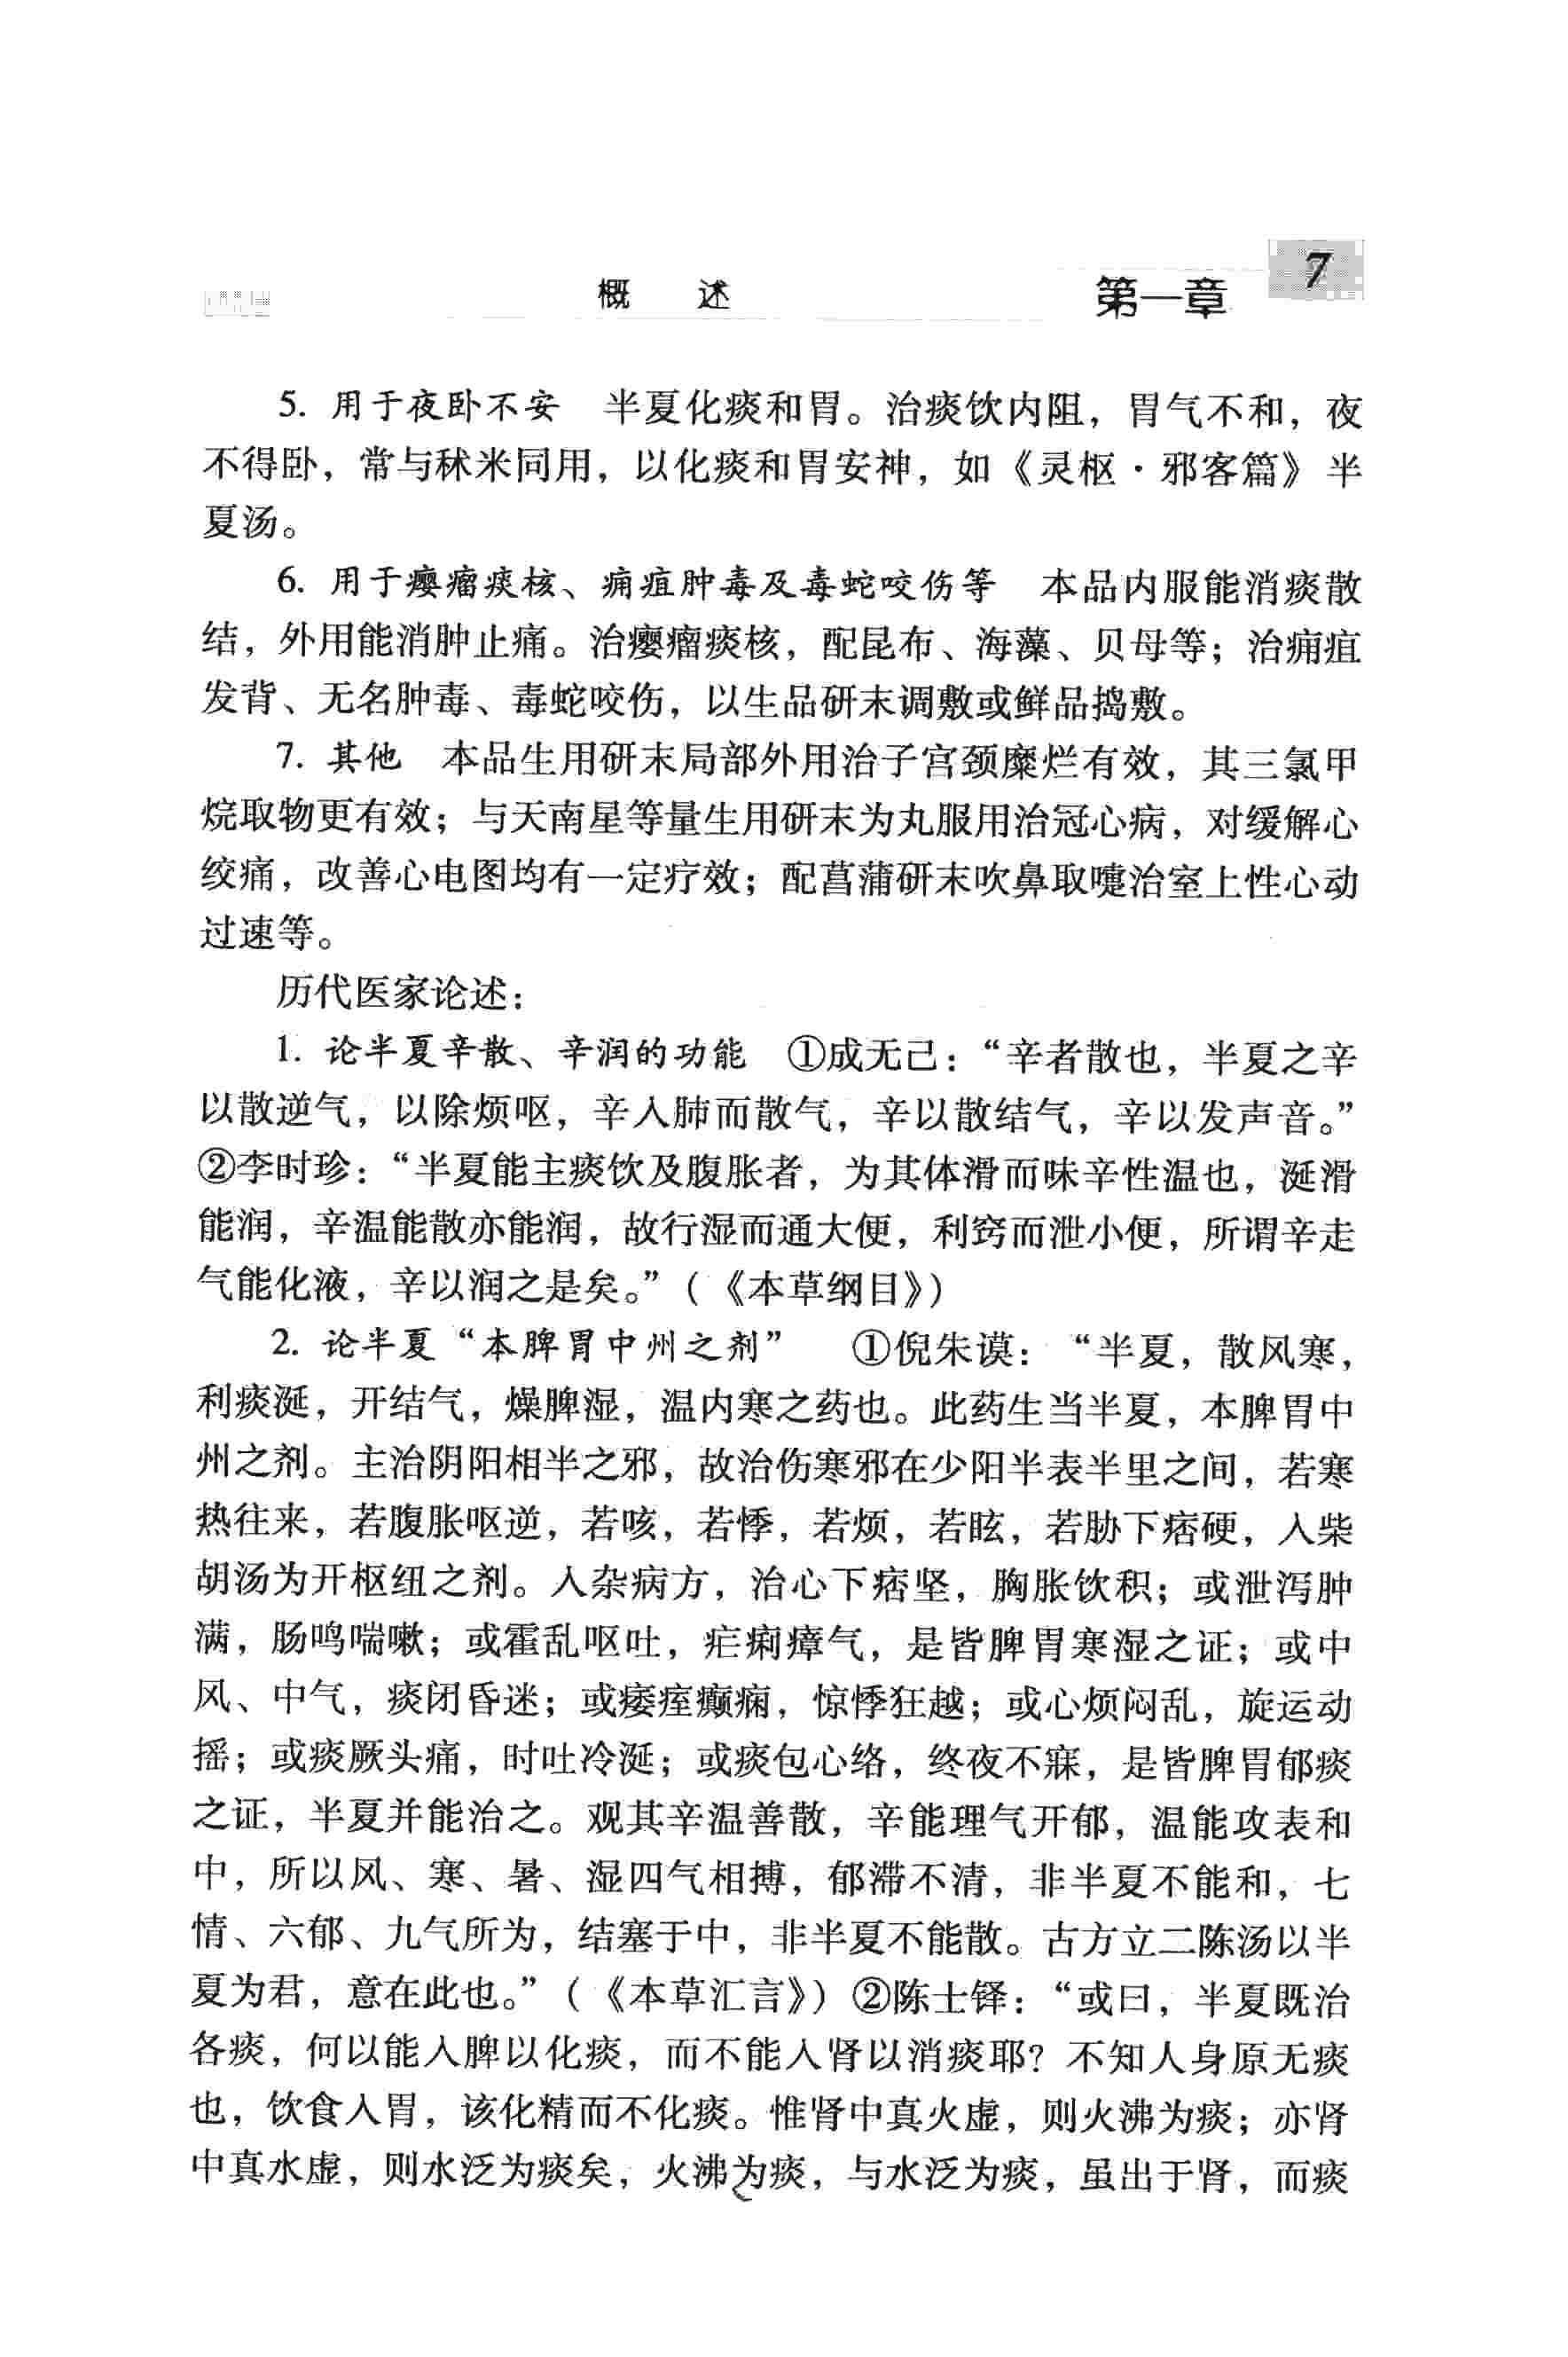 概 述 第一章 7
5. 用于夜卧不安 半夏化痰和胃。治痰饮内阻，胃气不和，夜
不得卧，常与秫米同用，以化痰和胃安神，如《灵枢·邪客篇》半
夏汤。
6. 用于瘿瘤痰核、痈疽肿毒及毒蛇咬伤等 本品内服能消痰散
结，外用能消肿止痛。治瘿瘤痰核，配昆布、海藻、贝母等；治痈疽
发背、无名肿毒、毒蛇咬伤，以生品研末调敷或鲜品捣敷。
7. 其他 本品生用研末局部外用治子宫颈糜烂有效，其三氯甲
烷取物更有效；与天南星等量生用研末为丸服用治冠心病，对缓解心
绞痛，改善心电图均有一定疗效；配菖蒲研末吹鼻取嚏治室上性心动
过速等。
历代医家论述：
1. 论半夏辛散、辛润的功能 ①成无己：“辛者散也，半夏之辛
以散逆气，以除烦呕，辛入肺而散气，辛以散结气，辛以发声音。”
②李时珍：“半夏能主痰饮及腹胀者，为其体滑而味辛性温也，涎滑
能润，辛温能散亦能润，故行湿而通大便，利窍而泄小便，所谓辛走
气能化液，辛以润之是矣。”（《本草纲目》）
2. 论半夏“本脾胃中州之剂” ①倪朱谟：“半夏，散风寒，
利痰涎，开结气，燥脾湿，温内寒之药也。此药生当半夏，本脾胃中
州之剂。主治阴阳相半之邪，故治伤寒邪在少阳半表半里之间，若寒
热往来，若腹胀呕逆，若咳，若悸，若烦，若眩，若胁下痞硬，入柴
胡汤为开枢纽之剂。入杂病方，治心下痞坚，胸胀饮积；或泄泻肿
满，肠鸣喘嗽；或霍乱呕吐，疟痢瘴气，是皆脾胃寒湿之证；或中
风、中气，痰闭昏迷；或痿痓癫痫，惊悸狂越；或心烦闷乱，旋运动
摇；或痰厥头痛，时吐冷涎；或痰包心络，终夜不寐，是皆脾胃郁痰
之证，半夏并能治之。观其辛温善散，辛能理气开郁，温能攻表和
中，所以风、寒、暑、湿四气相搏，郁滞不清，非半夏不能和，七
情、六郁、九气所为，结塞于中，非半夏不能散。古方立二陈汤以半
夏为君，意在此也。”（《本草汇言》）②陈士铎：“或曰，半夏既治
各痰，何以能入脾以化痰，而不能入肾以消痰耶？不知人身原无痰
也，饮食入胃，该化精而不化痰。惟肾中真火虚，则火沸为痰；亦肾
中真水虚，则水泛为痰矣，火沸为痰，与水泛为痰，虽出于肾，而痰